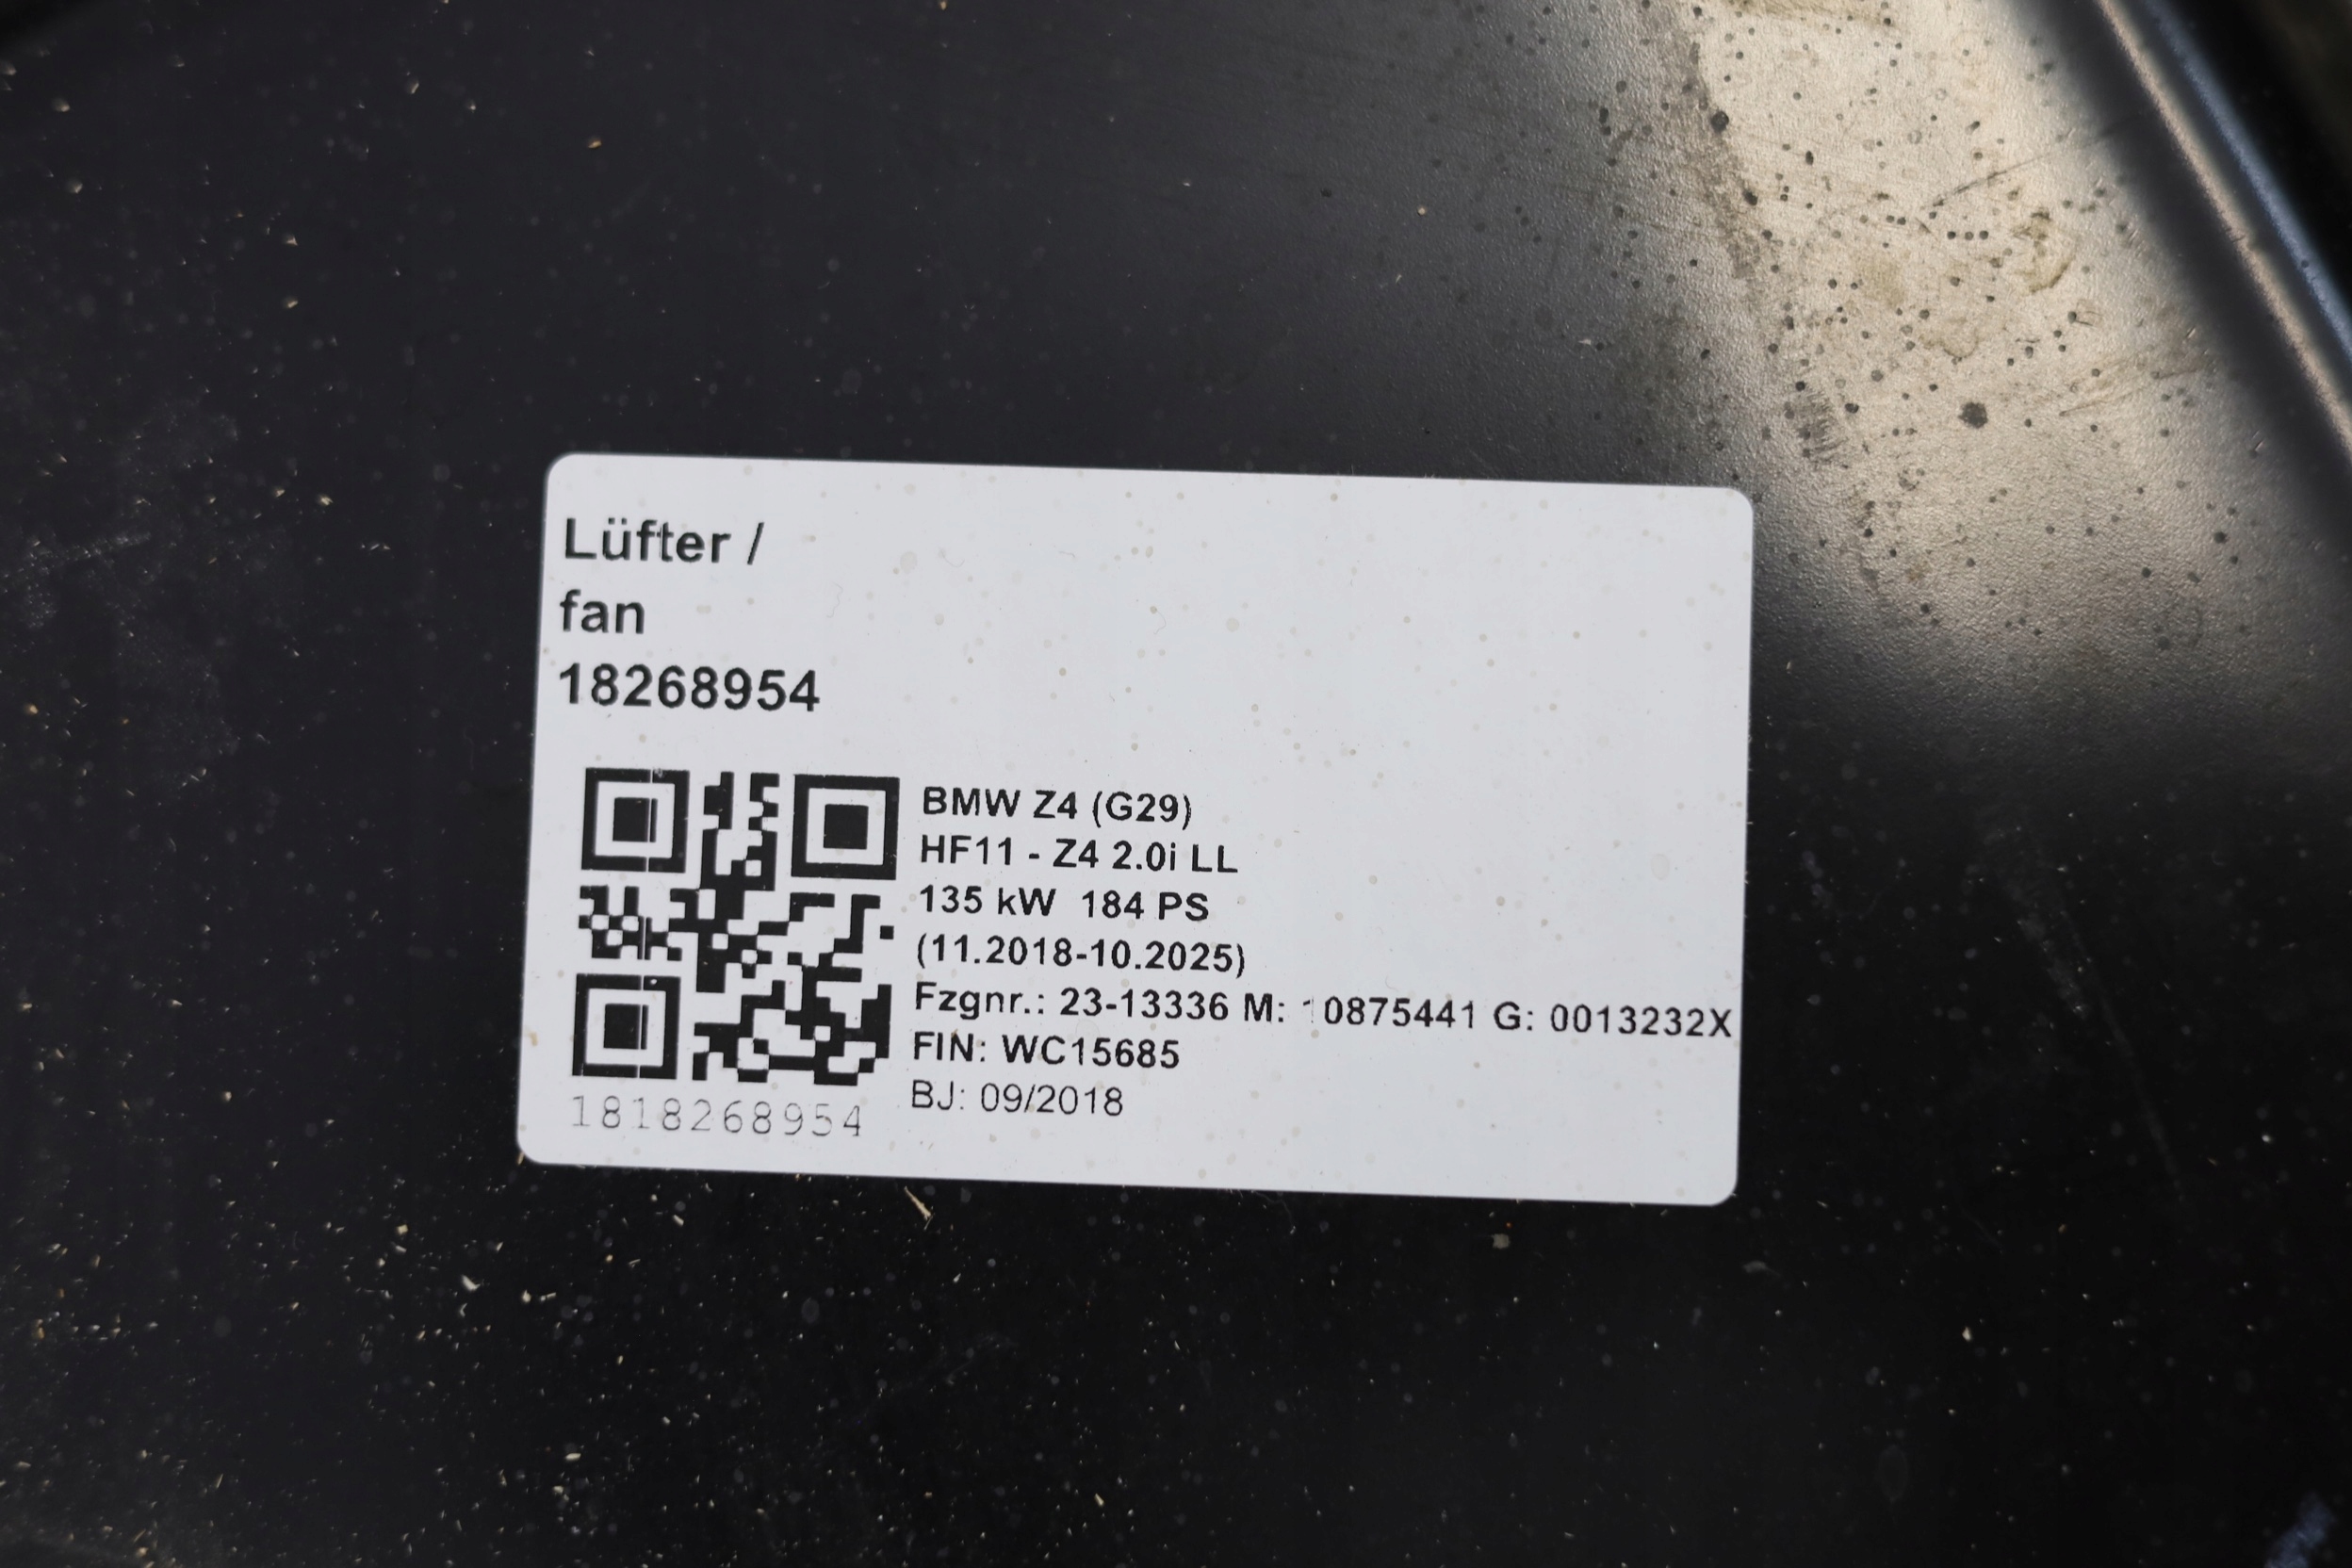 Lüfter /
fan
18268954
BMW Z4 (G29)
HF11 - Z4 2.0i LL
135 kW 184 PS
(11.2018-10.2025)
Fzgnr.: 23-13336 M: 10875441 G: 0013232X
FIN: WC15685
BJ: 09/2018
1818268954